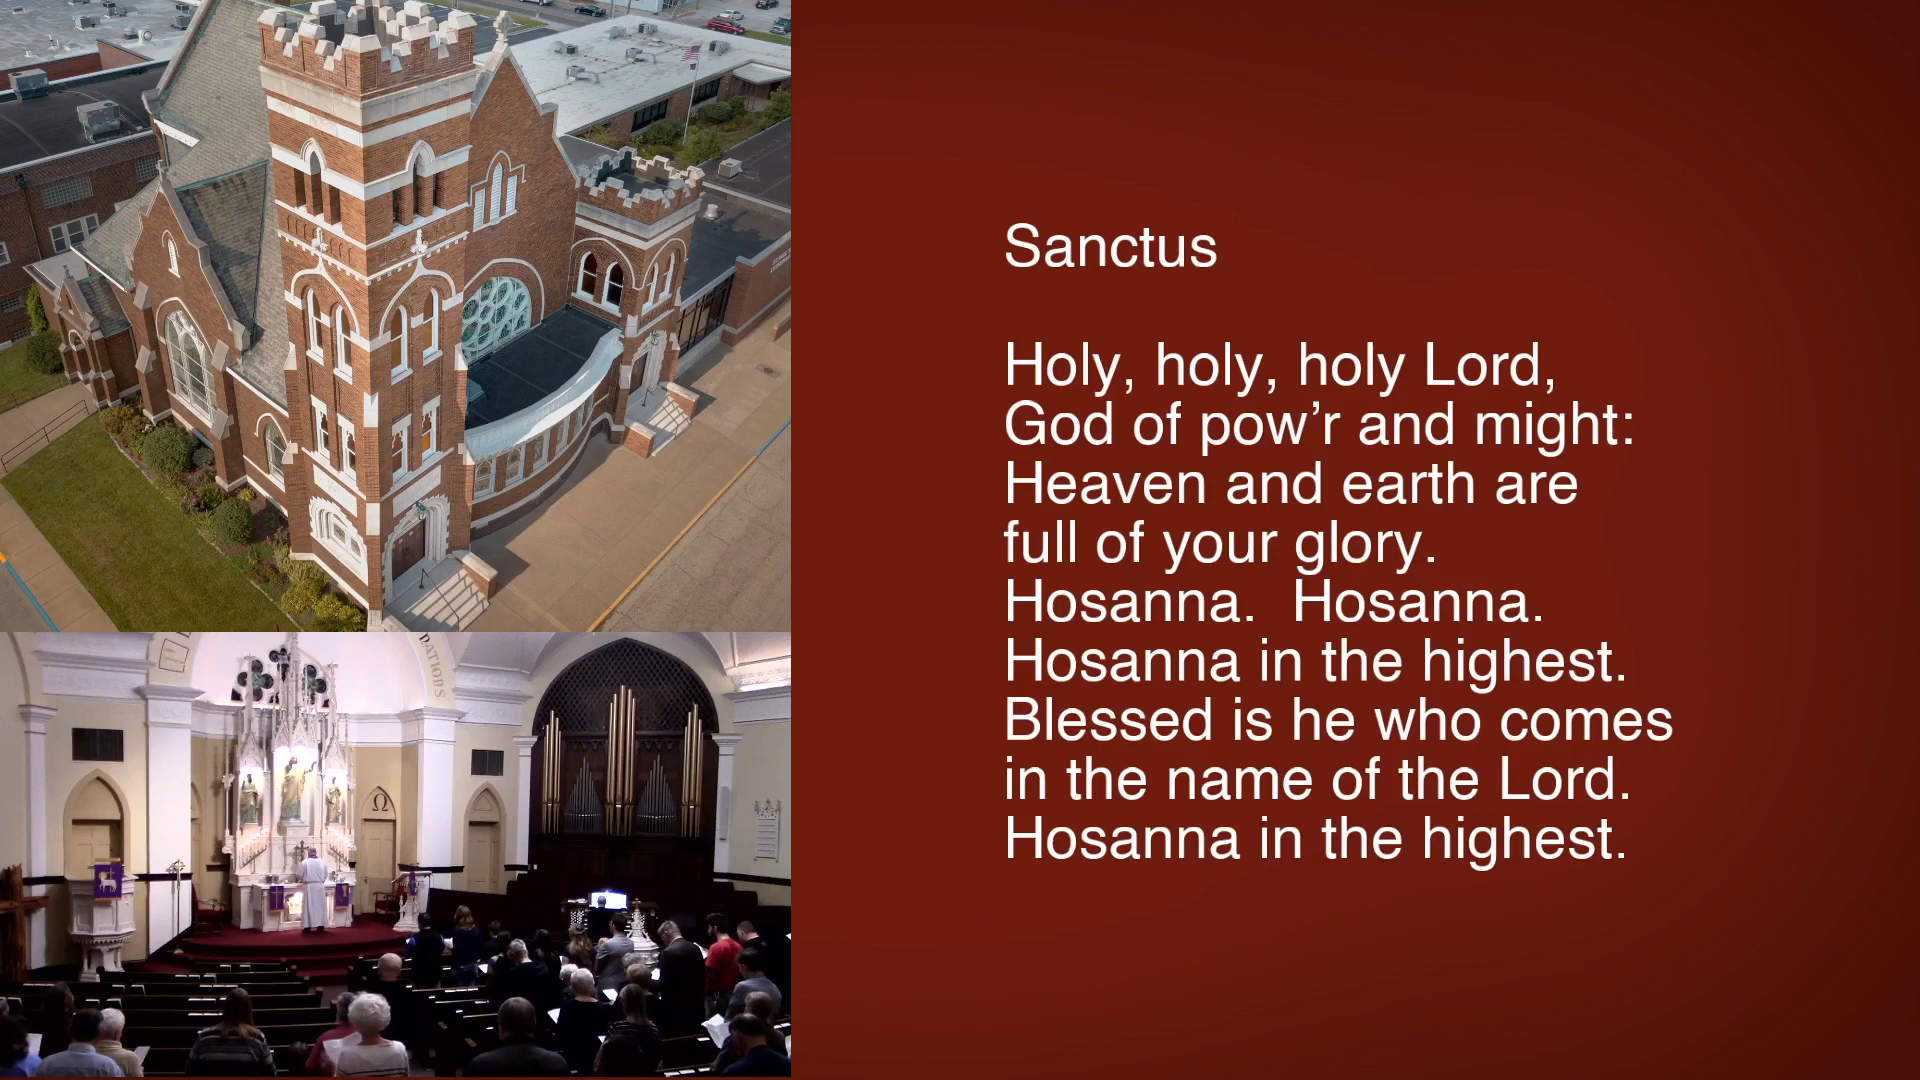 Sanctus
Holy, holy, holy Lord,
God of pow’r and might:
Heaven and earth are
full of your glory.
Hosanna.  Hosanna.
Hosanna in the highest.
Blessed is he who comes
in the name of the Lord.
Hosanna in the highest.
NATIONS
Ω